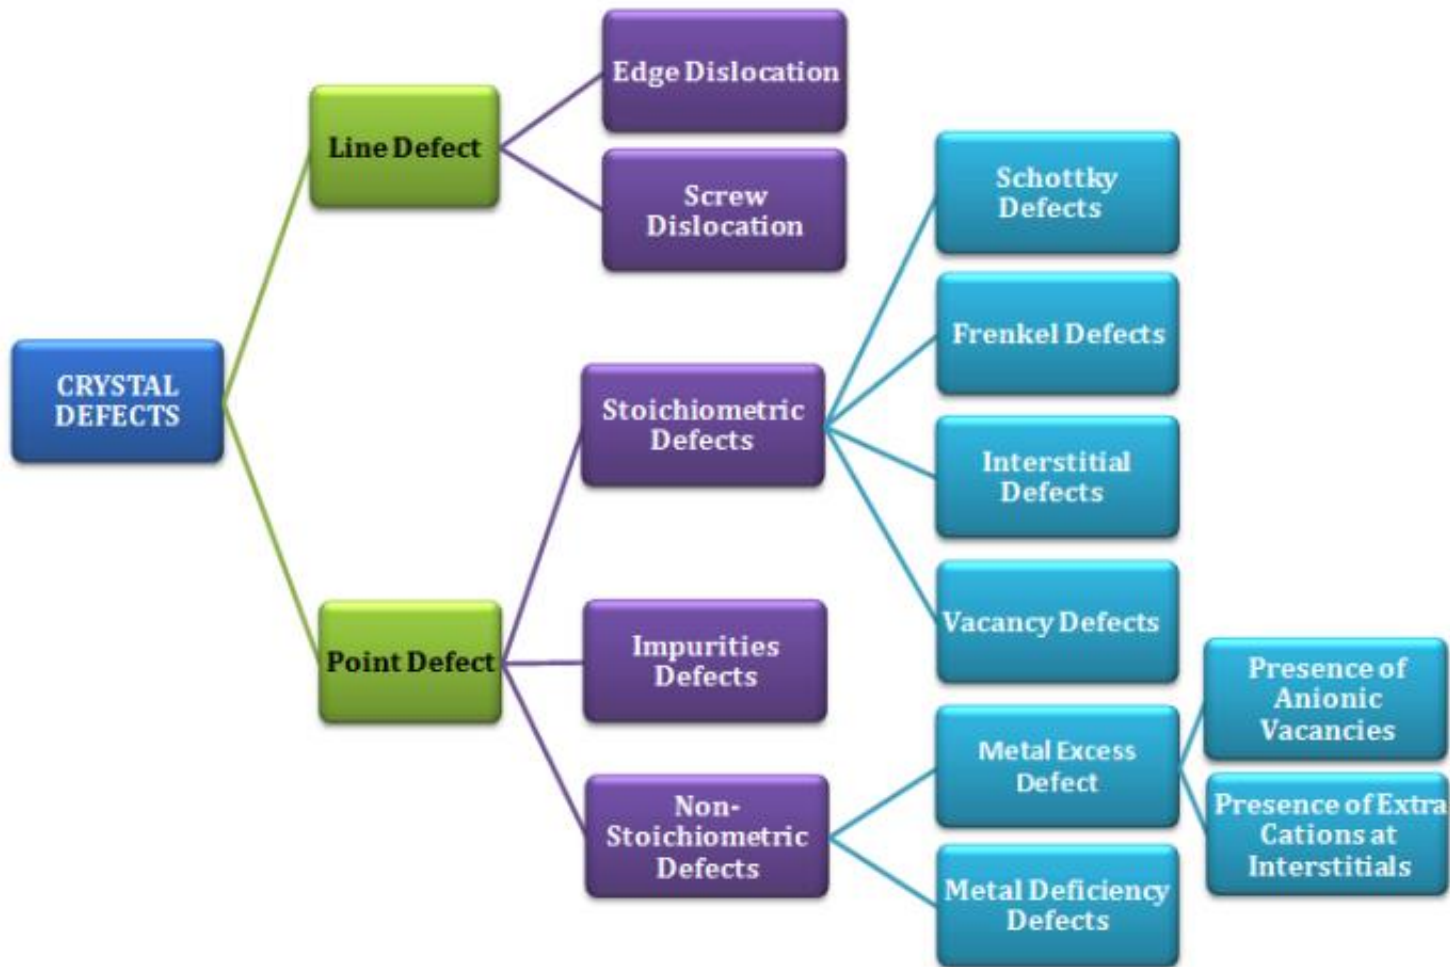 CRYSTAL
DEFECTS
Line Defect
Edge Dislocation
Screw
Dislocation
Point Defect
Stoichiometric
Defects
Schottky
Defects
Frenkel Defects
Interstitial
Defects
Vacancy Defects
Impurities
Defects
Non-
Stoichiometric
Defects
Metal Excess
Defect
Presence of
Anionic
Vacancies
Presence of Extra
Cations at
Interstitials
Metal Deficiency
Defects